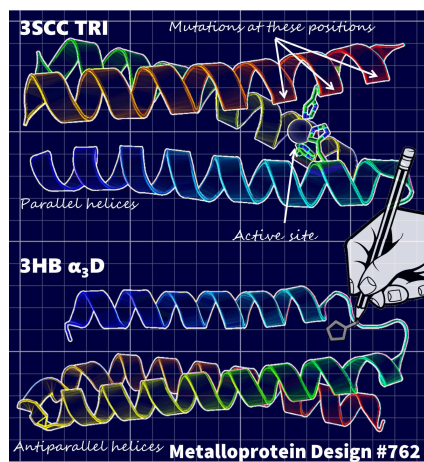 3SCC TRI
Mutations at these positions
Parallel helices
Active site
3HB α₃D
Antiparallel helices
Metalloprotein Design #762